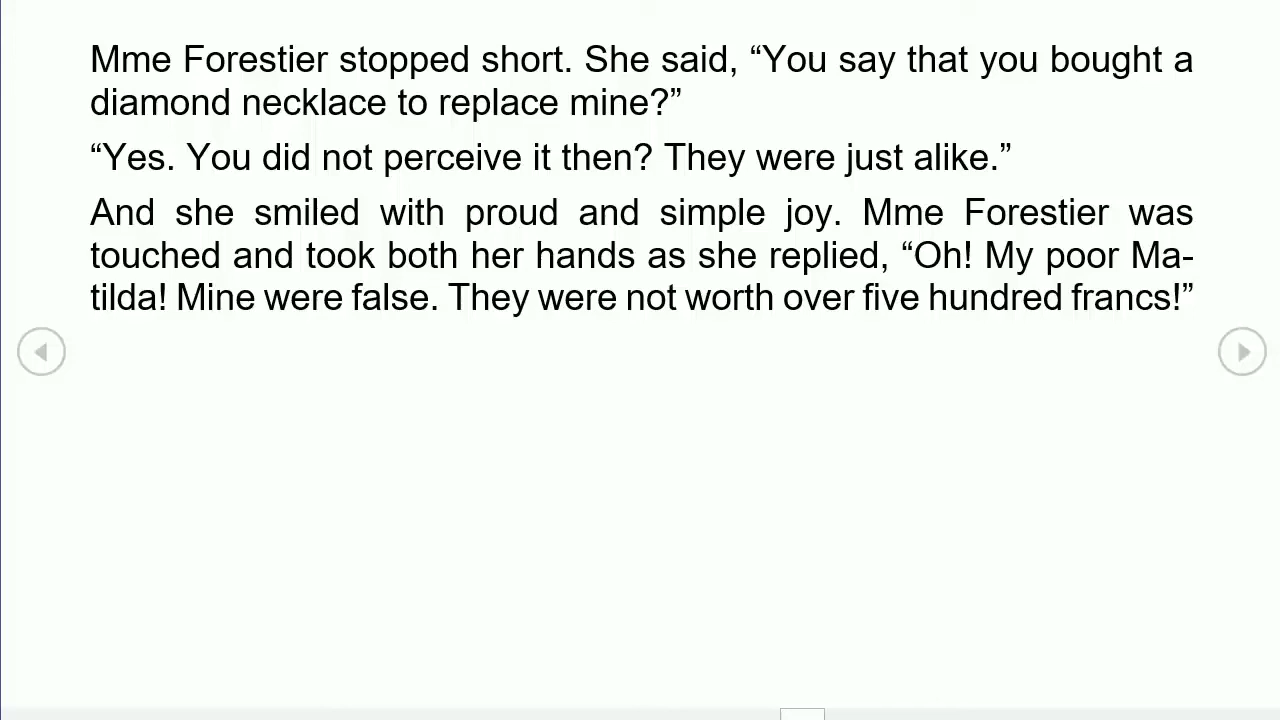 Mme Forestier stopped short. She said, “You say that you bought a
diamond necklace to replace mine?”
“Yes. You did not perceive it then? They were just alike.”
And she smiled with proud and simple joy. Mme Forestier was
touched and took both her hands as she replied, “Oh! My poor Ma-
tilda! Mine were false. They were not worth over five hundred francs!”